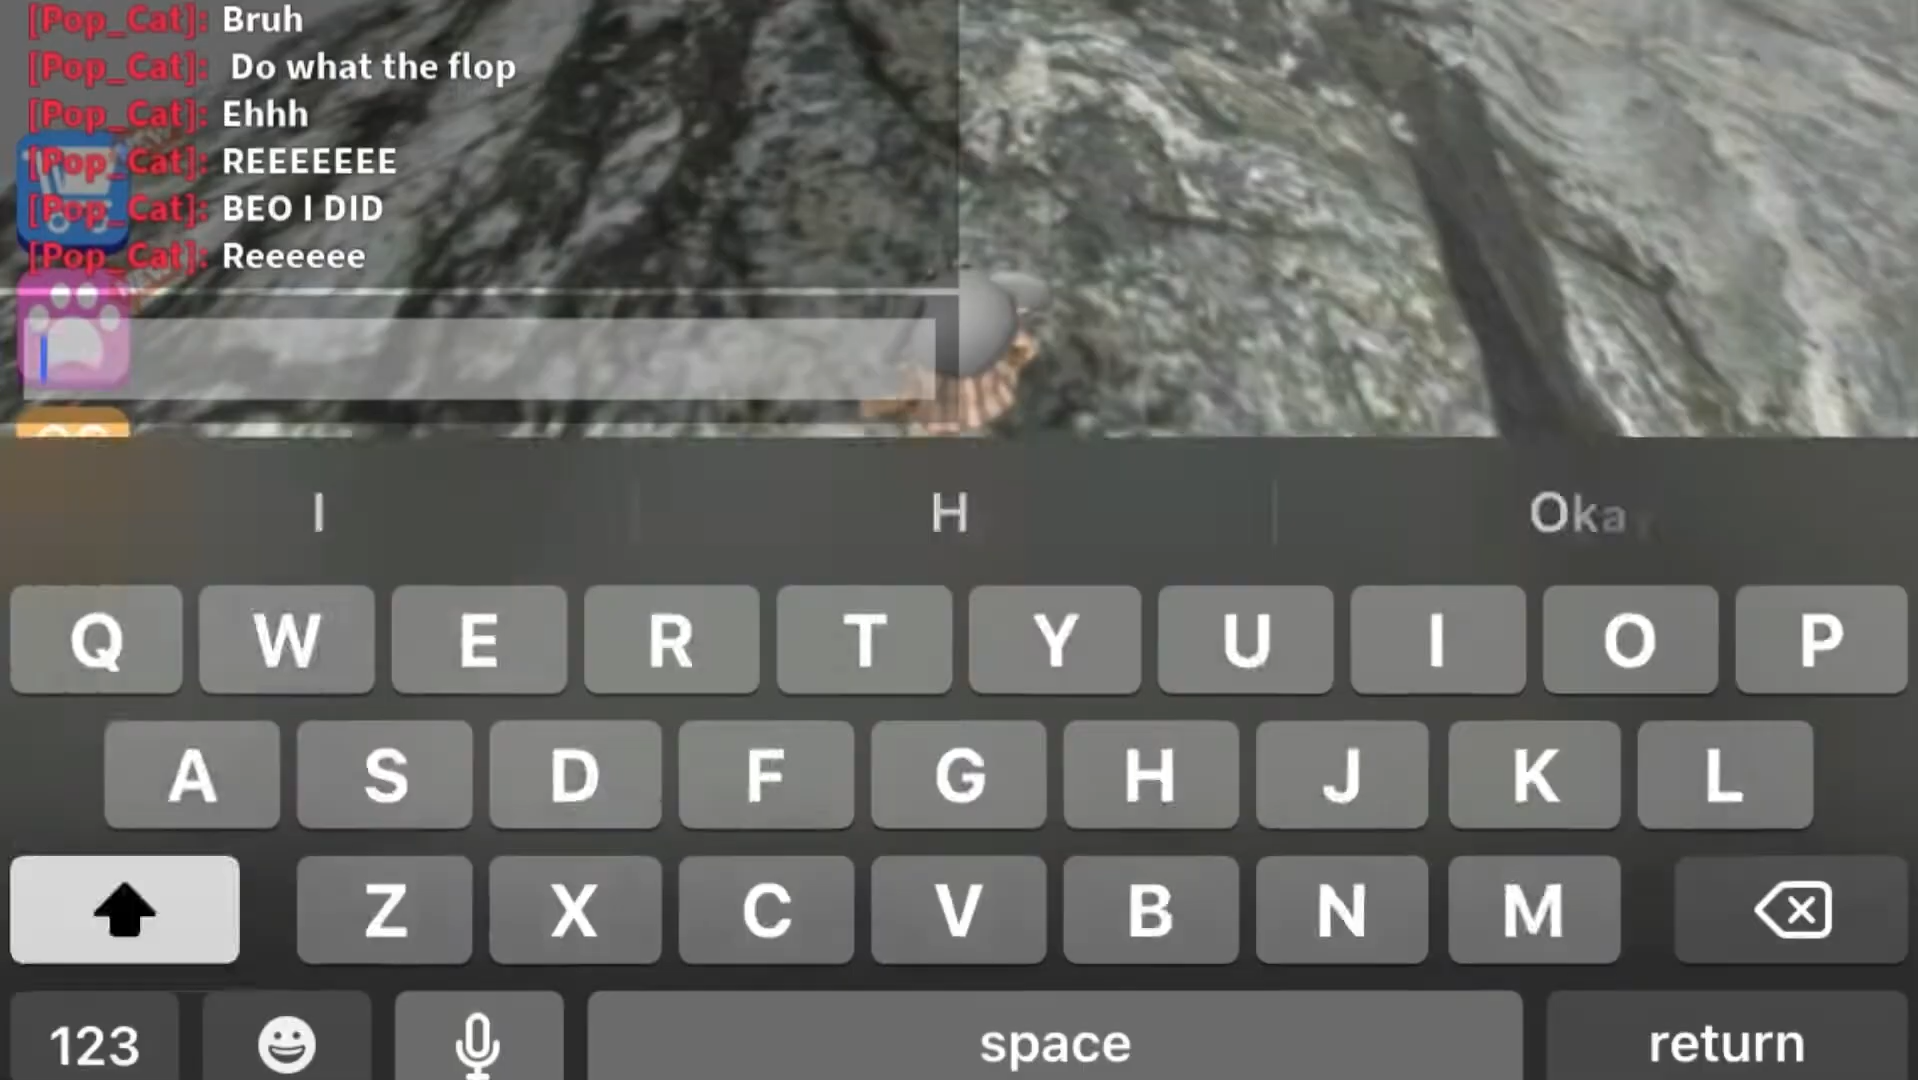 [Pop_Cat]: Bruh
[Pop_Cat]: Do what the flop
[Pop_Cat]: Ehhh
[Pop_Cat]: REEEEEEE
[Pop_Cat]: BEO I DID
[Pop_Cat]: Reeeeee
I H Okay
Q W E R T Y U I O P
A S D F G H J K L
Z X C V B N M
123 space return